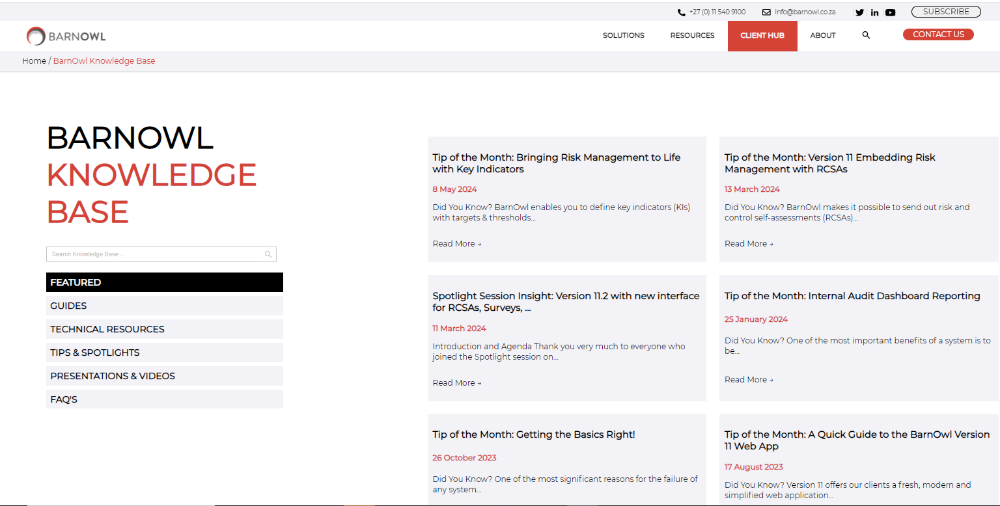 +27 (0) 11 540 9100 info@barnowl.co.za SUBSCRIBE
BARNOWL SOLUTIONS RESOURCES CLIENT HUB ABOUT CONTACT US
Home / BarnOwl Knowledge Base
BARNOWL
KNOWLEDGE
BASE
Search Knowledge Base ...
FEATURED
GUIDES
TECHNICAL RESOURCES
TIPS & SPOTLIGHTS
PRESENTATIONS & VIDEOS
FAQ'S
Tip of the Month: Bringing Risk Management to Life
with Key Indicators
8 May 2024
Did You Know? BarnOwl enables you to define key indicators (KIs)
with targets & thresholds...
Read More →
Tip of the Month: Version 11 Embedding Risk
Management with RCSAs
13 March 2024
Did You Know? BarnOwl makes it possible to send out risk and
control self-assessments (RCSAs)...
Read More →
Spotlight Session Insight: Version 11.2 with new interface
for RCSAs, Surveys, ...
11 March 2024
Introduction and Agenda Thank you very much to everyone who
joined the Spotlight session on...
Read More →
Tip of the Month: Internal Audit Dashboard Reporting
25 January 2024
Did You Know? One of the most important benefits of a system is to
be...
Read More →
Tip of the Month: Getting the Basics Right!
26 October 2023
Did You Know? One of the most significant reasons for the failure of
any system...
Tip of the Month: A Quick Guide to the BarnOwl Version
11 Web App
17 August 2023
Did You Know? Version 11 offers our clients a fresh, modern and
simplified web application...